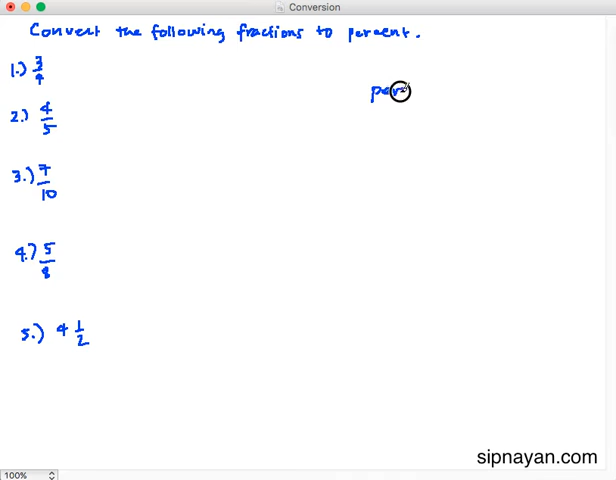 Conversion
Convert the following fractions to percent.
1.) 3/4
2.) 4/5
3.) 7/10
4.) 5/8
5.) 4 1/2
per
sipnayan.com
100%